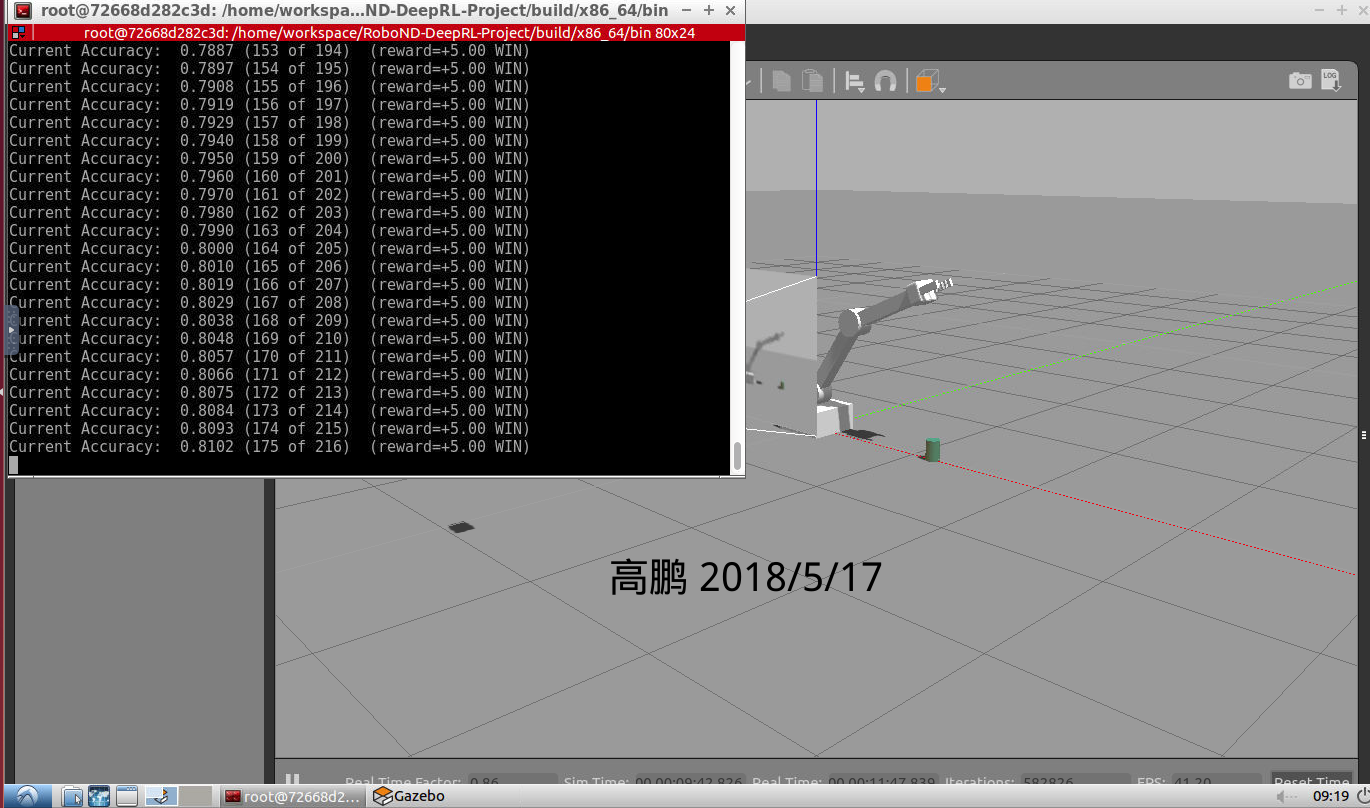 root@72668d282c3d: /home/workspa...ND-DeepRL-Project/build/x86_64/bin
root@72668d282c3d: /home/workspace/RoboND-DeepRL-Project/build/x86_64/bin 80x24
Current Accuracy: 0.7887 (153 of 194) (reward=+5.00 WIN)
Current Accuracy: 0.7897 (154 of 195) (reward=+5.00 WIN)
Current Accuracy: 0.7908 (155 of 196) (reward=+5.00 WIN)
Current Accuracy: 0.7919 (156 of 197) (reward=+5.00 WIN)
Current Accuracy: 0.7929 (157 of 198) (reward=+5.00 WIN)
Current Accuracy: 0.7940 (158 of 199) (reward=+5.00 WIN)
Current Accuracy: 0.7950 (159 of 200) (reward=+5.00 WIN)
Current Accuracy: 0.7960 (160 of 201) (reward=+5.00 WIN)
Current Accuracy: 0.7970 (161 of 202) (reward=+5.00 WIN)
Current Accuracy: 0.7980 (162 of 203) (reward=+5.00 WIN)
Current Accuracy: 0.7990 (163 of 204) (reward=+5.00 WIN)
Current Accuracy: 0.8000 (164 of 205) (reward=+5.00 WIN)
Current Accuracy: 0.8010 (165 of 206) (reward=+5.00 WIN)
Current Accuracy: 0.8019 (166 of 207) (reward=+5.00 WIN)
Current Accuracy: 0.8029 (167 of 208) (reward=+5.00 WIN)
urrent Accuracy: 0.8038 (168 of 209) (reward=+5.00 WIN)
urrent Accuracy: 0.8048 (169 of 210) (reward=+5.00 WIN)
urrent Accuracy: 0.8057 (170 of 211) (reward=+5.00 WIN)
Current Accuracy: 0.8066 (171 of 212) (reward=+5.00 WIN)
Current Accuracy: 0.8075 (172 of 213) (reward=+5.00 WIN)
Current Accuracy: 0.8084 (173 of 214) (reward=+5.00 WIN)
Current Accuracy: 0.8093 (174 of 215) (reward=+5.00 WIN)
Current Accuracy: 0.8102 (175 of 216) (reward=+5.00 WIN)
LOG
高鹏 2018/5/17
Real Time Factor: 0.86 Sim Time: 00 00:09:42.826 Real Time: 00 00:11:47.839 Iterations: 582826 FPS: 41.20 Reset Time
root@72668d2... Gazebo 09:19